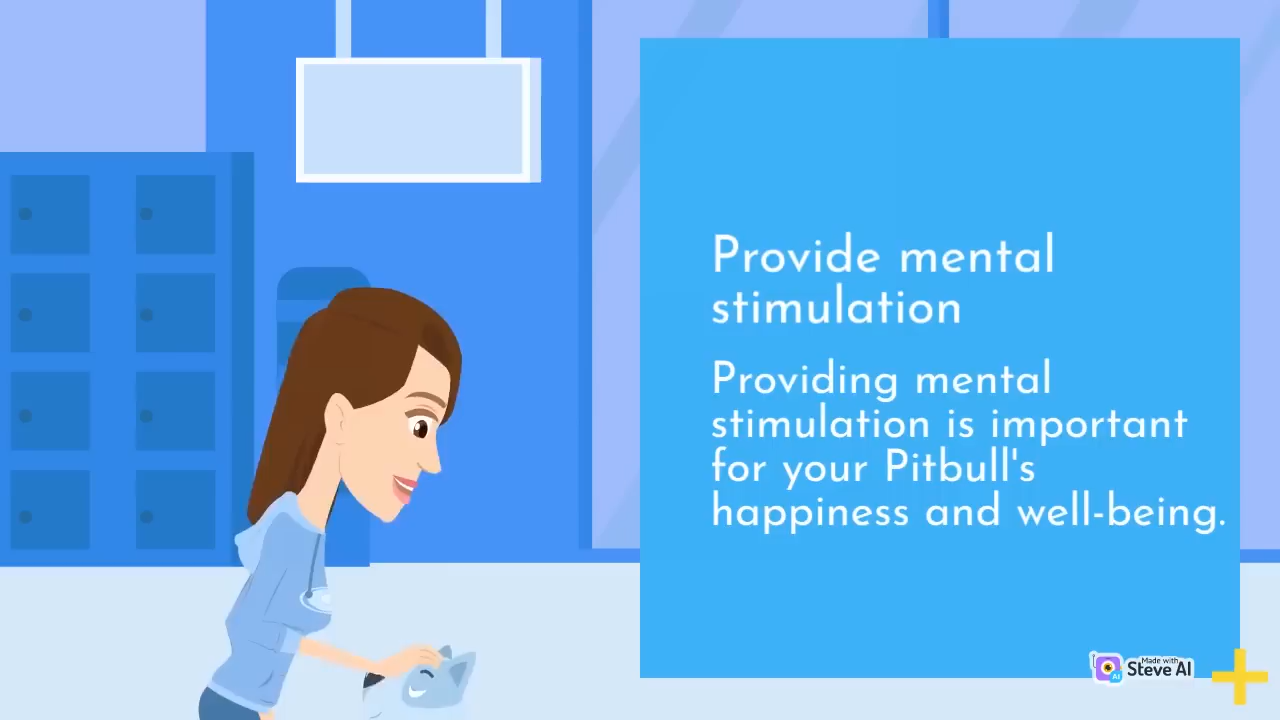 Provide mental
stimulation
Providing mental
stimulation is important
for your Pitbull's
happiness and well-being.
Made with
Steve AI
AI